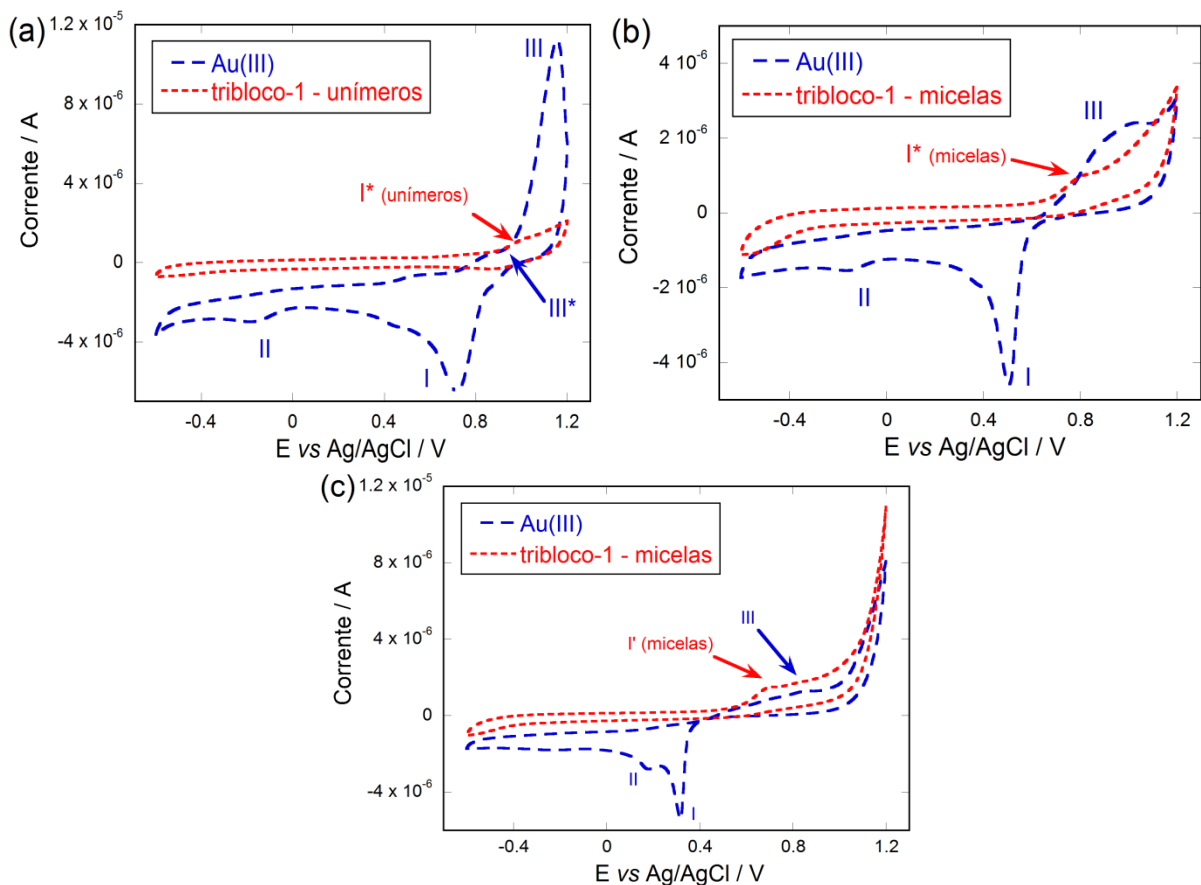 (a)
1.2 x 10⁻⁵
8 x 10⁻⁶
4 x 10⁻⁶
0
-4 x 10⁻⁶
Corrente / A
Au(III)
tribloco-1 - unímeros
III
I* (unímeros)
III*
II
I
-0.4 0 0.4 0.8 1.2
E vs Ag/AgCl / V
(b)
4 x 10⁻⁶
2 x 10⁻⁶
0
-2 x 10⁻⁶
-4 x 10⁻⁶
Corrente / A
Au(III)
tribloco-1 - micelas
III
I* (micelas)
II
I
-0.4 0 0.4 0.8 1.2
E vs Ag/AgCl / V
(c)
1.2 x 10⁻⁵
8 x 10⁻⁶
4 x 10⁻⁶
0
-4 x 10⁻⁶
Corrente / A
Au(III)
tribloco-1 - micelas
III
I' (micelas)
II
I
-0.4 0 0.4 0.8 1.2
E vs Ag/AgCl / V